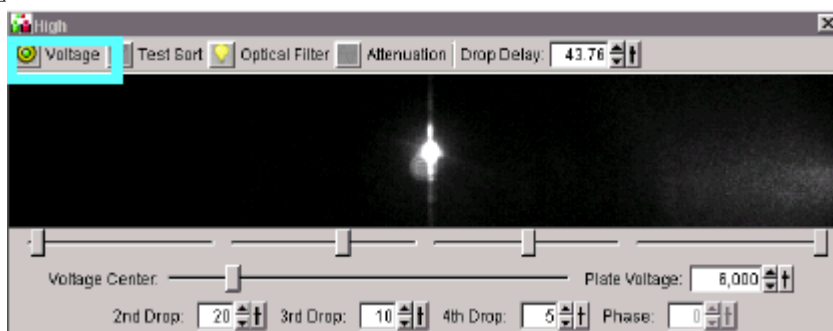 High
Voltage Test Sort Optical Filter Attenuation Drop Delay: 43.76
Voltage Center: Plate Voltage: 6,000
2nd Drop: 20 3rd Drop: 10 4th Drop: 5 Phase: 0